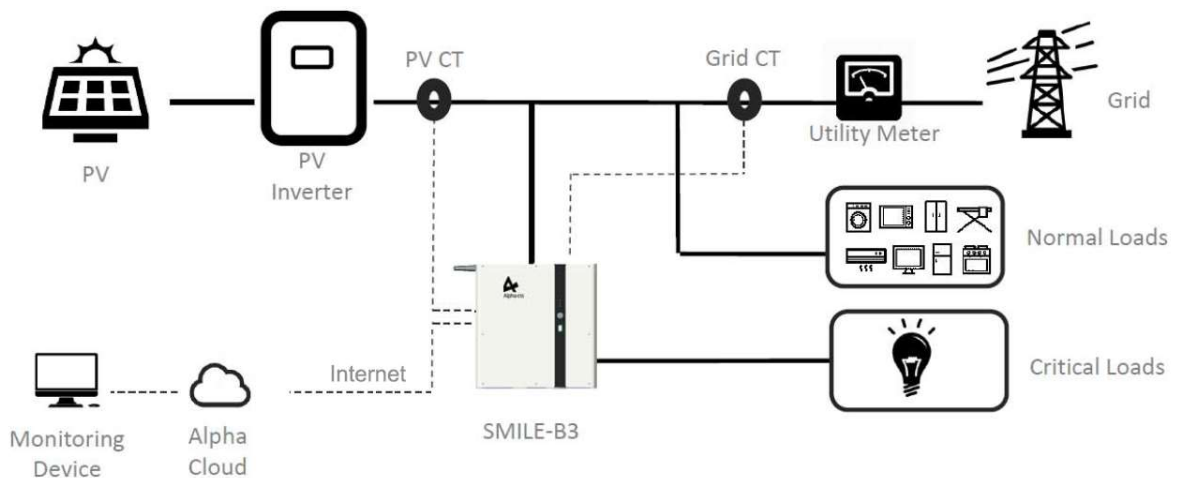 PV CT
Grid CT
Grid
Utility Meter
PV
PV
Inverter
Normal Loads
Critical Loads
Internet
SMILE-B3
Monitoring
Device
Alpha
Cloud